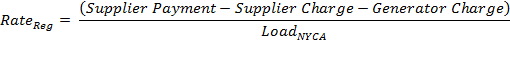 Rate_Reg = (Supplier Payment − Supplier Charge − Generator Charge) / Load_NYCA